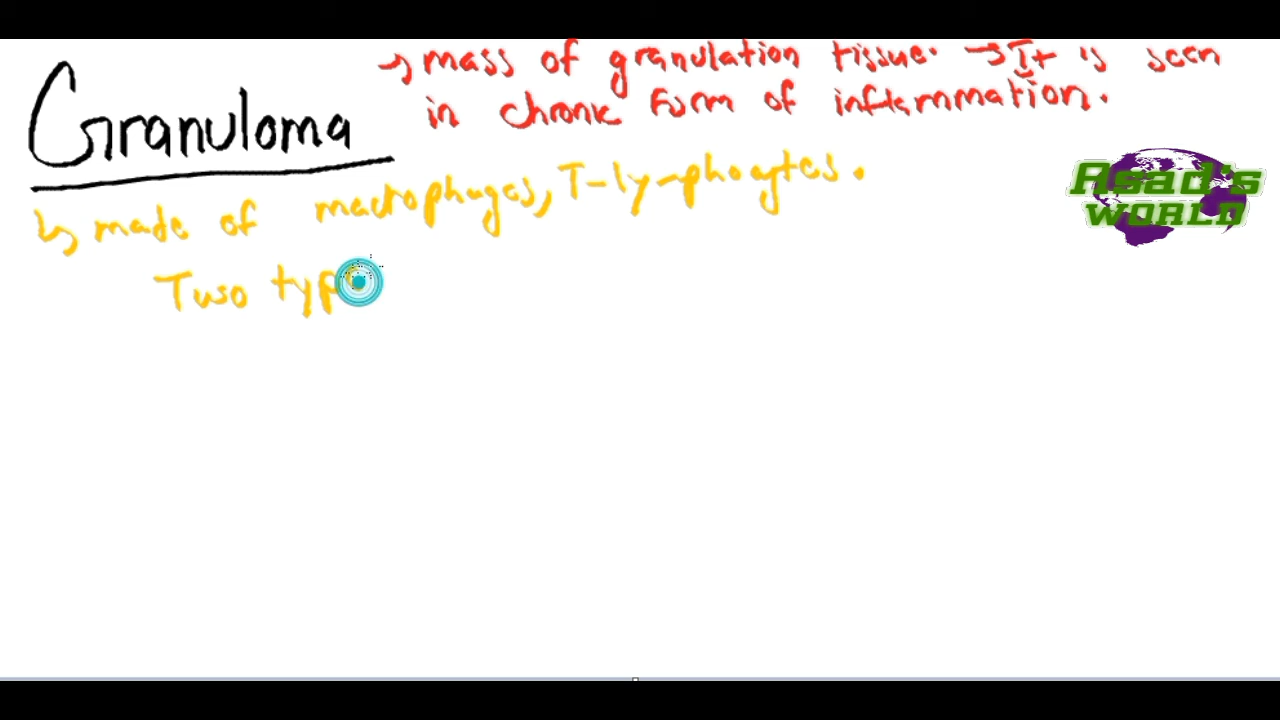 → mass of granulation tissue. → It is seen
in chronic form of inflammation.
Granuloma
↳ made of macrophages, T-lymphocytes.
Two typ
Asad's
WORLD